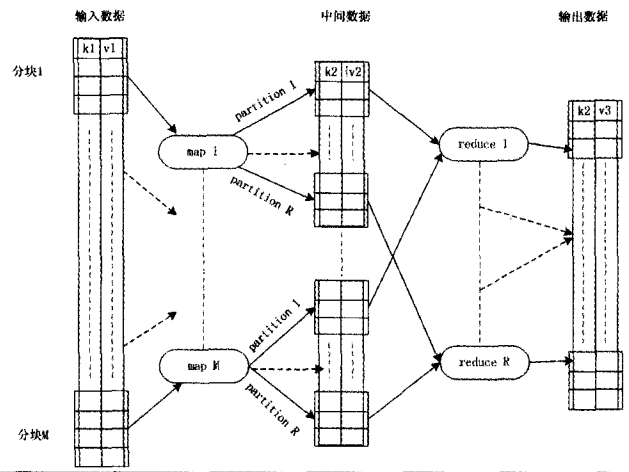 输入数据
中间数据
输出数据
分块1
k1 v1
k2 v2
k2 v3
partition 1
map 1
partition R
reduce 1
partition 1
map M
partition R
reduce R
分块M